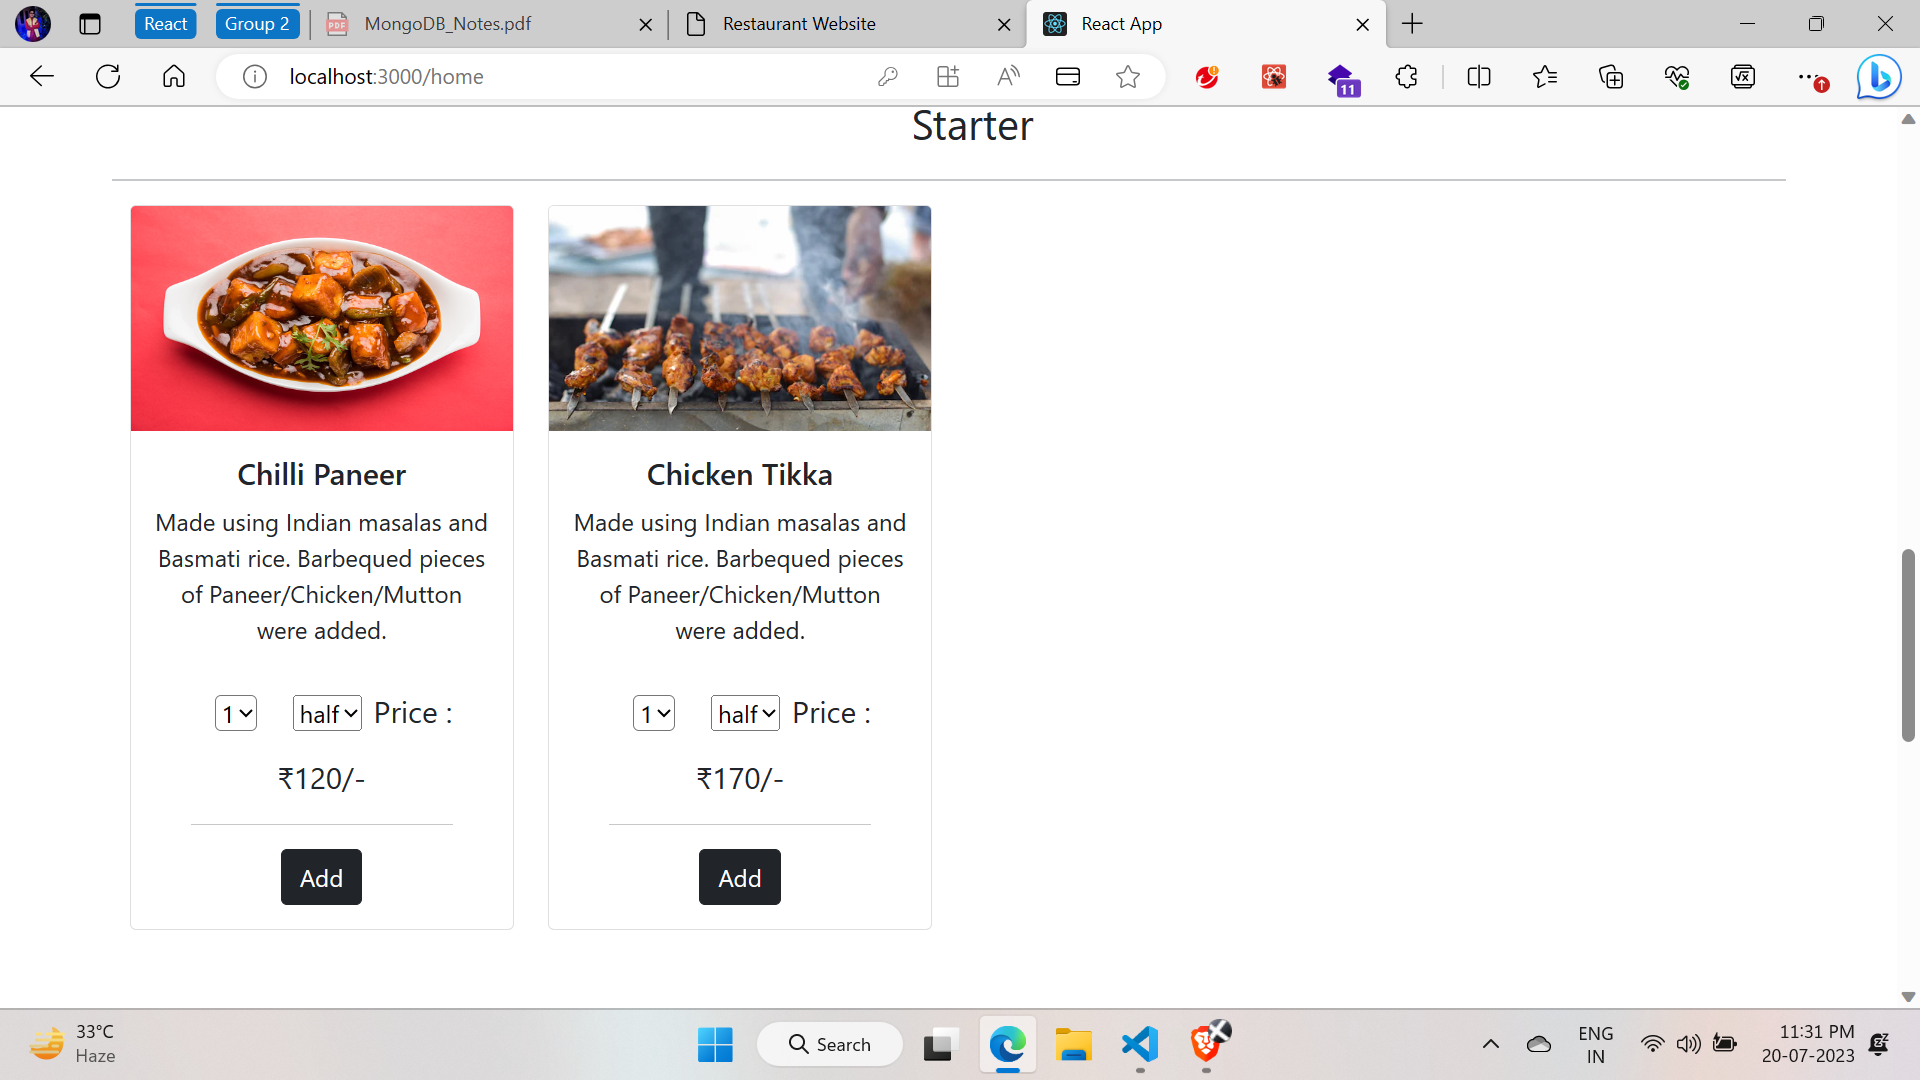 React
Group 2
MongoDB_Notes.pdf
Restaurant Website
React App
localhost:3000/home
11
Starter
Chilli Paneer
Made using Indian masalas and
Basmati rice. Barbequed pieces
of Paneer/Chicken/Mutton
were added.
1
half
Price :
₹120/-
Add
Chicken Tikka
Made using Indian masalas and
Basmati rice. Barbequed pieces
of Paneer/Chicken/Mutton
were added.
1
half
Price :
₹170/-
Add
33°C
Haze
Search
ENG
IN
11:31 PM
20-07-2023